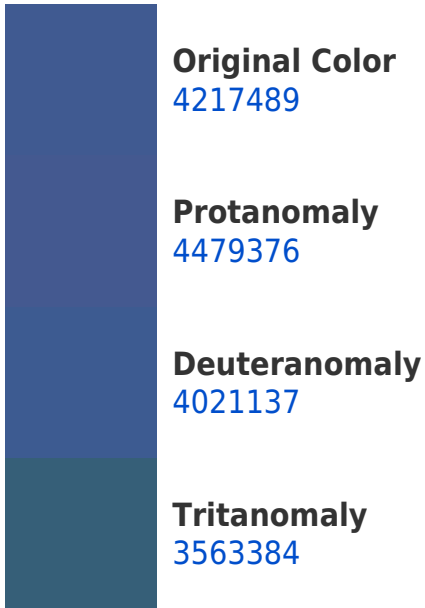 Original Color
4217489
Protanomaly
4479376
Deuteranomaly
4021137
Tritanomaly
3563384